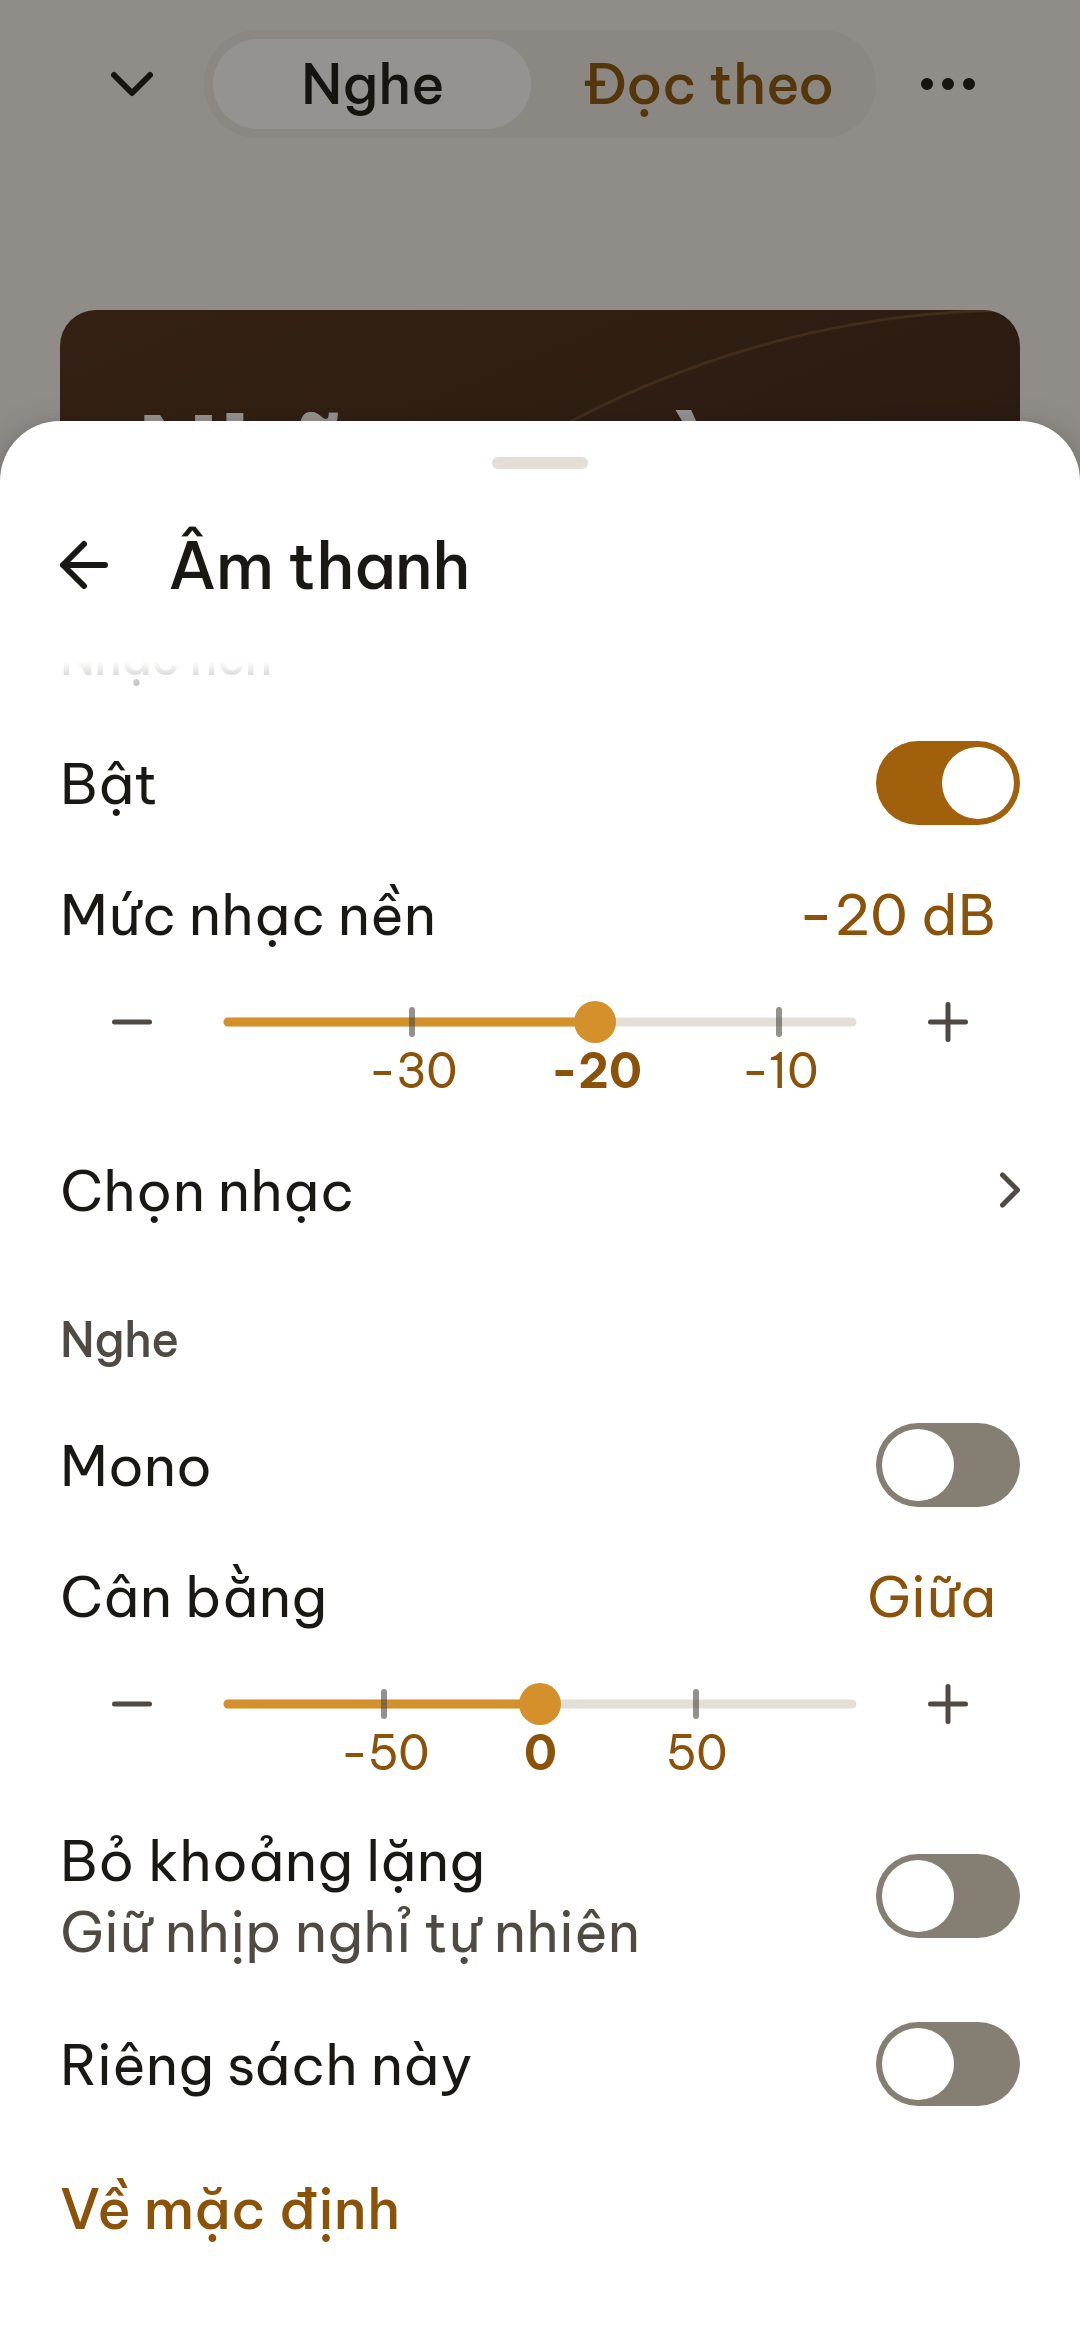 Nghe
Đọc theo
Âm thanh
Nhạc nền
Bật
Mức nhạc nền
-20 dB
-30
-20
-10
Chọn nhạc
Nghe
Mono
Cân bằng
Giữa
-50
0
50
Bỏ khoảng lặng
Giữ nhịp nghỉ tự nhiên
Riêng sách này
Về mặc định